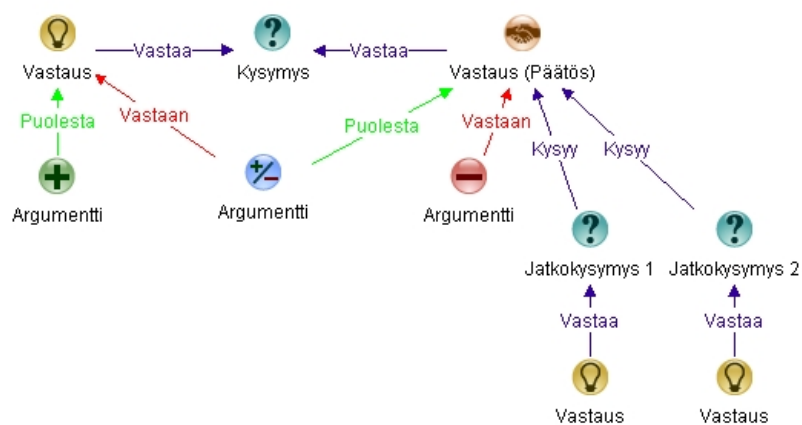 Vastaa
Vastaa
Vastaus
Kysymys
Vastaus (Päätös)
Puolesta
Vastaan
Puolesta
Vastaan
Kysyy
Kysyy
Argumentti
Argumentti
Argumentti
Jatkokysymys 1
Jatkokysymys 2
Vastaa
Vastaa
Vastaus
Vastaus